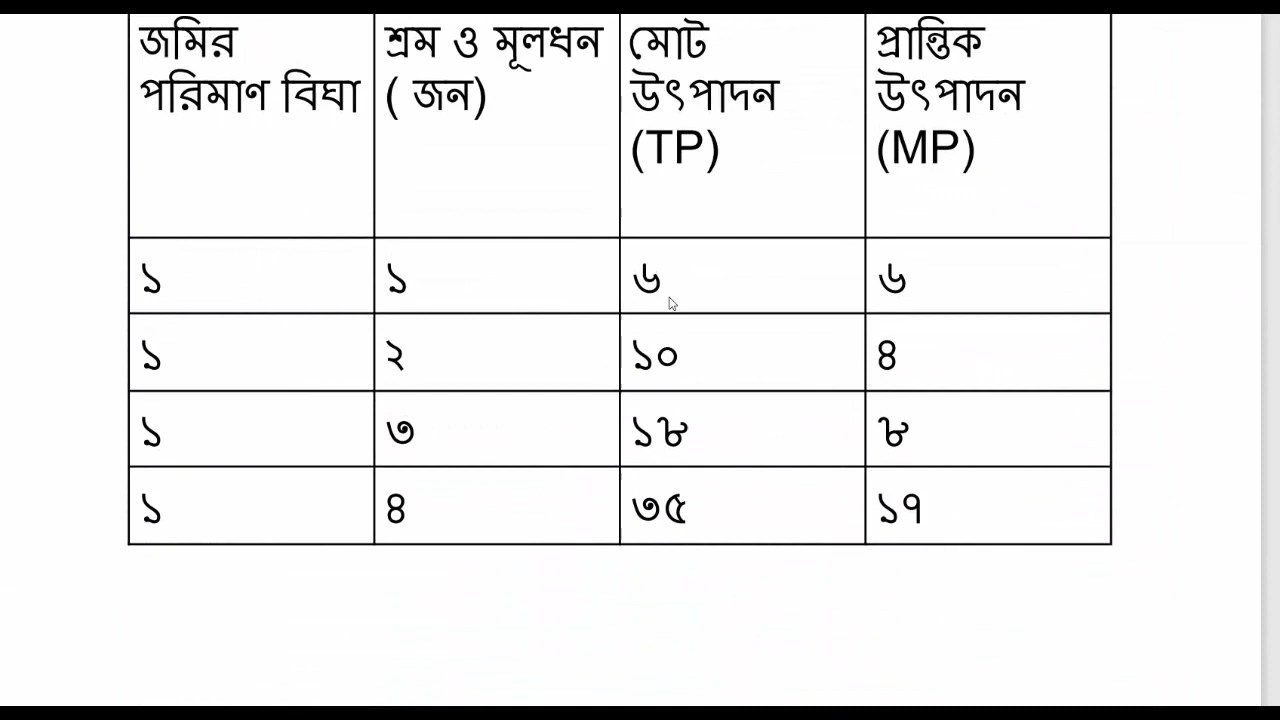 জমির
পরিমাণ বিঘা
শ্রম ও মূলধন
( জন)
মোট
উৎপাদন
(TP)
প্রান্তিক
উৎপাদন
(MP)
১ ১ ৬ ৬
১ ২ ১০ ৪
১ ৩ ১৮ ৮
১ ৪ ৩৫ ১৭